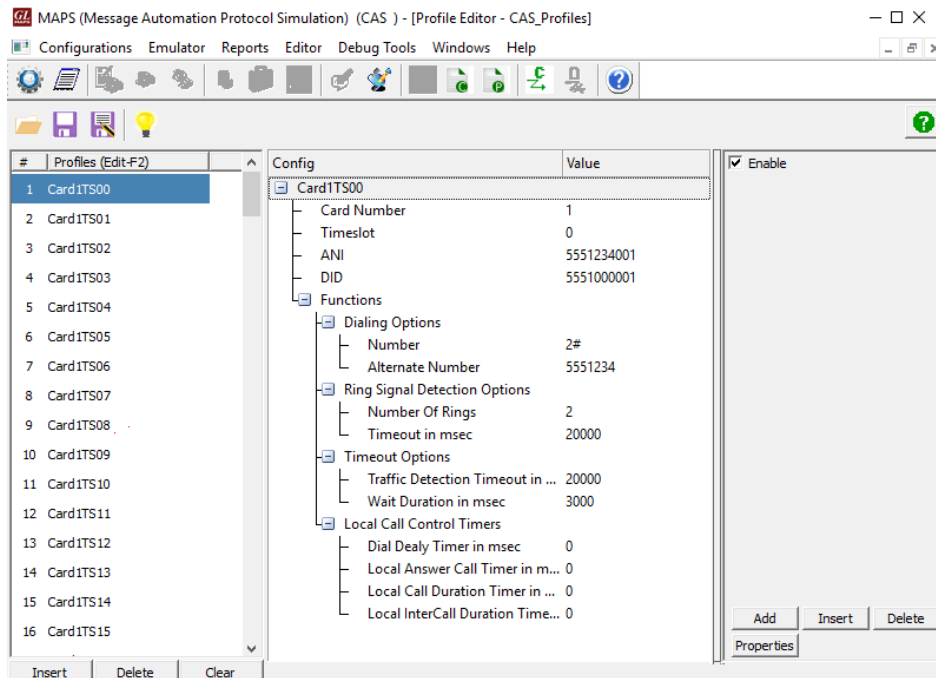 GL MAPS (Message Automation Protocol Simulation) (CAS ) - [Profile Editor - CAS_Profiles]
Configurations Emulator Reports Editor Debug Tools Windows Help
# Profiles (Edit-F2)
1 Card1TS00
2 Card1TS01
3 Card1TS02
4 Card1TS03
5 Card1TS04
6 Card1TS05
7 Card1TS06
8 Card1TS07
9 Card1TS08
10 Card1TS09
11 Card1TS10
12 Card1TS11
13 Card1TS12
14 Card1TS13
15 Card1TS14
16 Card1TS15
Insert Delete Clear
Config Value
Card1TS00
Card Number 1
Timeslot 0
ANI 5551234001
DID 5551000001
Functions
Dialing Options
Number 2#
Alternate Number 5551234
Ring Signal Detection Options
Number Of Rings 2
Timeout in msec 20000
Timeout Options
Traffic Detection Timeout in ... 20000
Wait Duration in msec 3000
Local Call Control Timers
Dial Dealy Timer in msec 0
Local Answer Call Timer in m... 0
Local Call Duration Timer in ... 0
Local InterCall Duration Time... 0
Enable
Add Insert Delete
Properties